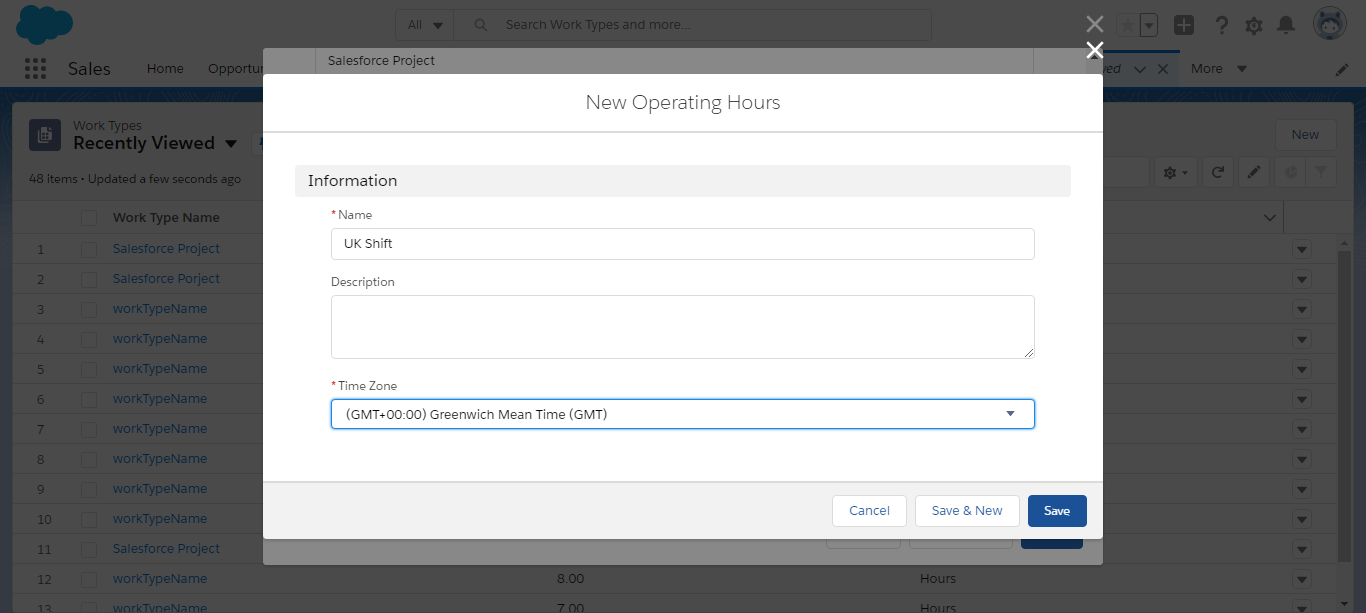 All
Search Work Types and more...
Salesforce Project
Sales
Home
More
New Operating Hours
Work Types
Recently Viewed
New
48 items • Updated a few seconds ago
Information
* Name
UK Shift
Description
* Time Zone
(GMT+00:00) Greenwich Mean Time (GMT)
Cancel
Save & New
Save
Work Type Name
1 Salesforce Project
2 Salesforce Porject
3 workTypeName
4 workTypeName
5 workTypeName
6 workTypeName
7 workTypeName
8 workTypeName
9 workTypeName
10 workTypeName
11 Salesforce Project
12 workTypeName 8.00 Hours
13 workTypeName 7.00 Hours